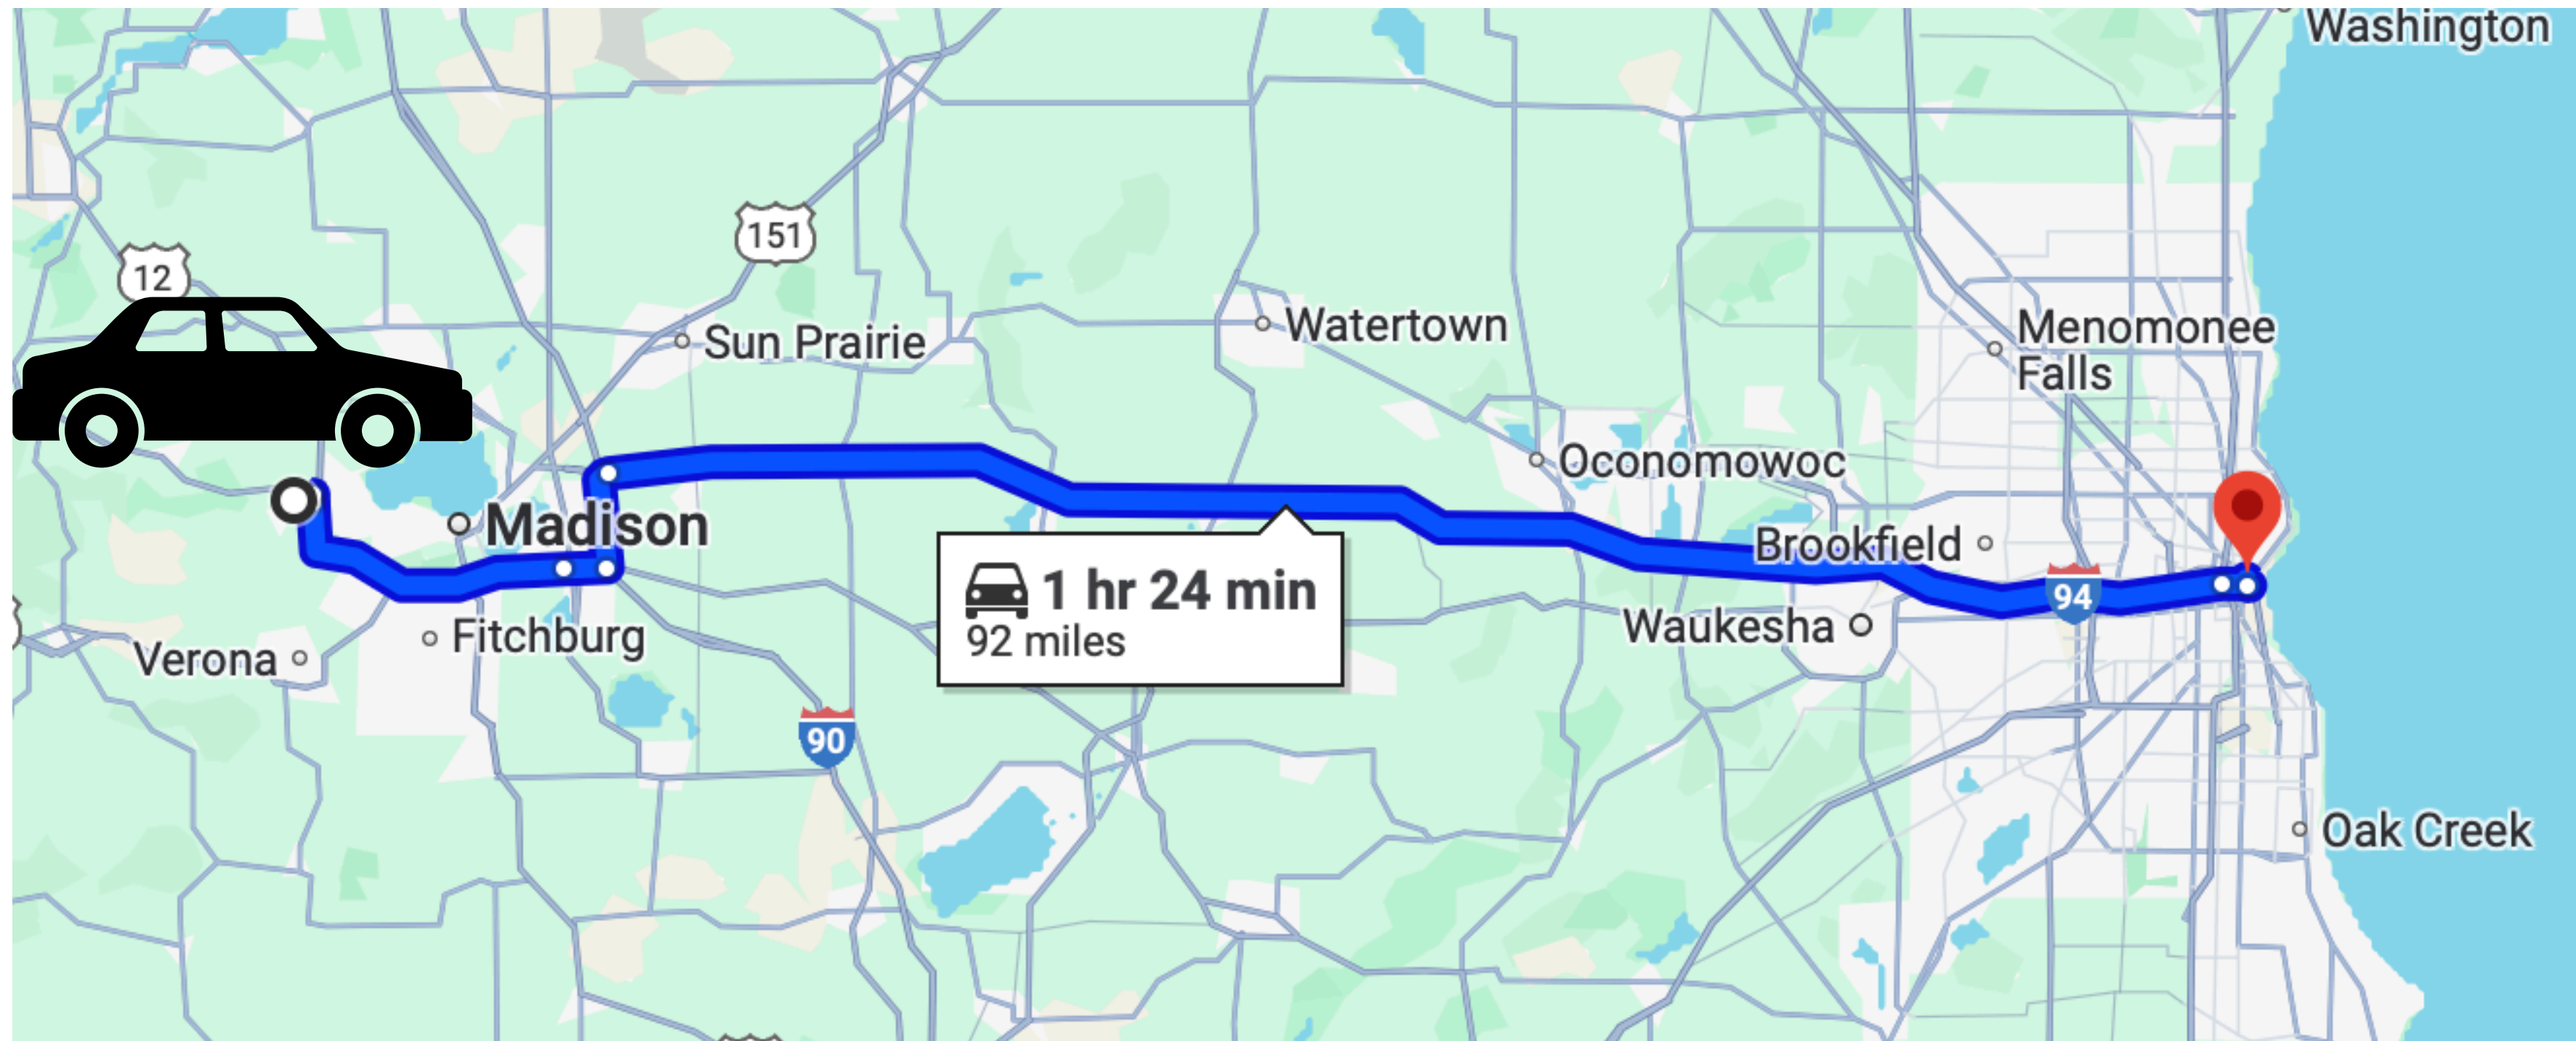 Washington
151
12
Sun Prairie
Watertown
Menomonee
Falls
Oconomowoc
Madison
Brookfield
1 hr 24 min
92 miles
94
Waukesha
Fitchburg
Verona
90
Oak Creek